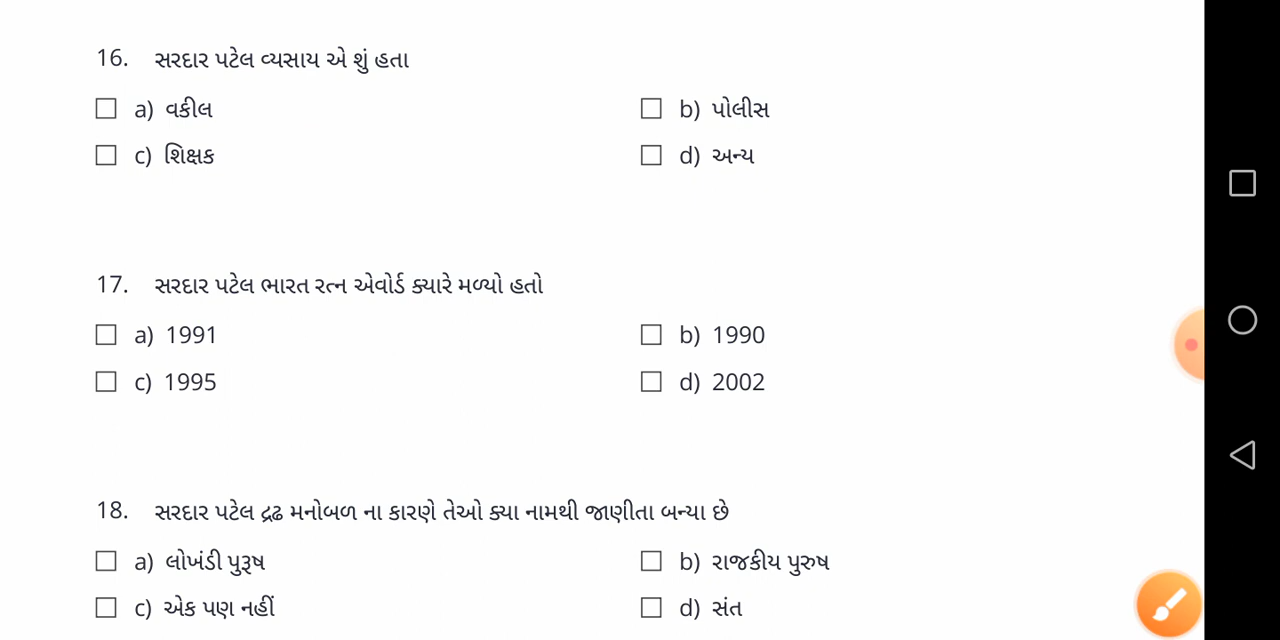 16. સરદાર પટેલ વ્યસાય એ શું હતા
a) વકીલ b) પોલીસ
c) શિક્ષક d) અન્ય
17. સરદાર પટેલ ભારત રત્ન એવોર્ડ ક્યારે મળ્યો હતો
a) 1991 b) 1990
c) 1995 d) 2002
18. સરદાર પટેલ દ્રઢ મનોબળ ના કારણે તેઓ ક્યા નામથી જાણીતા બન્યા છે
a) લોખંડી પુરૂષ b) રાજકીય પુરુષ
c) એક પણ નહીં d) સંત